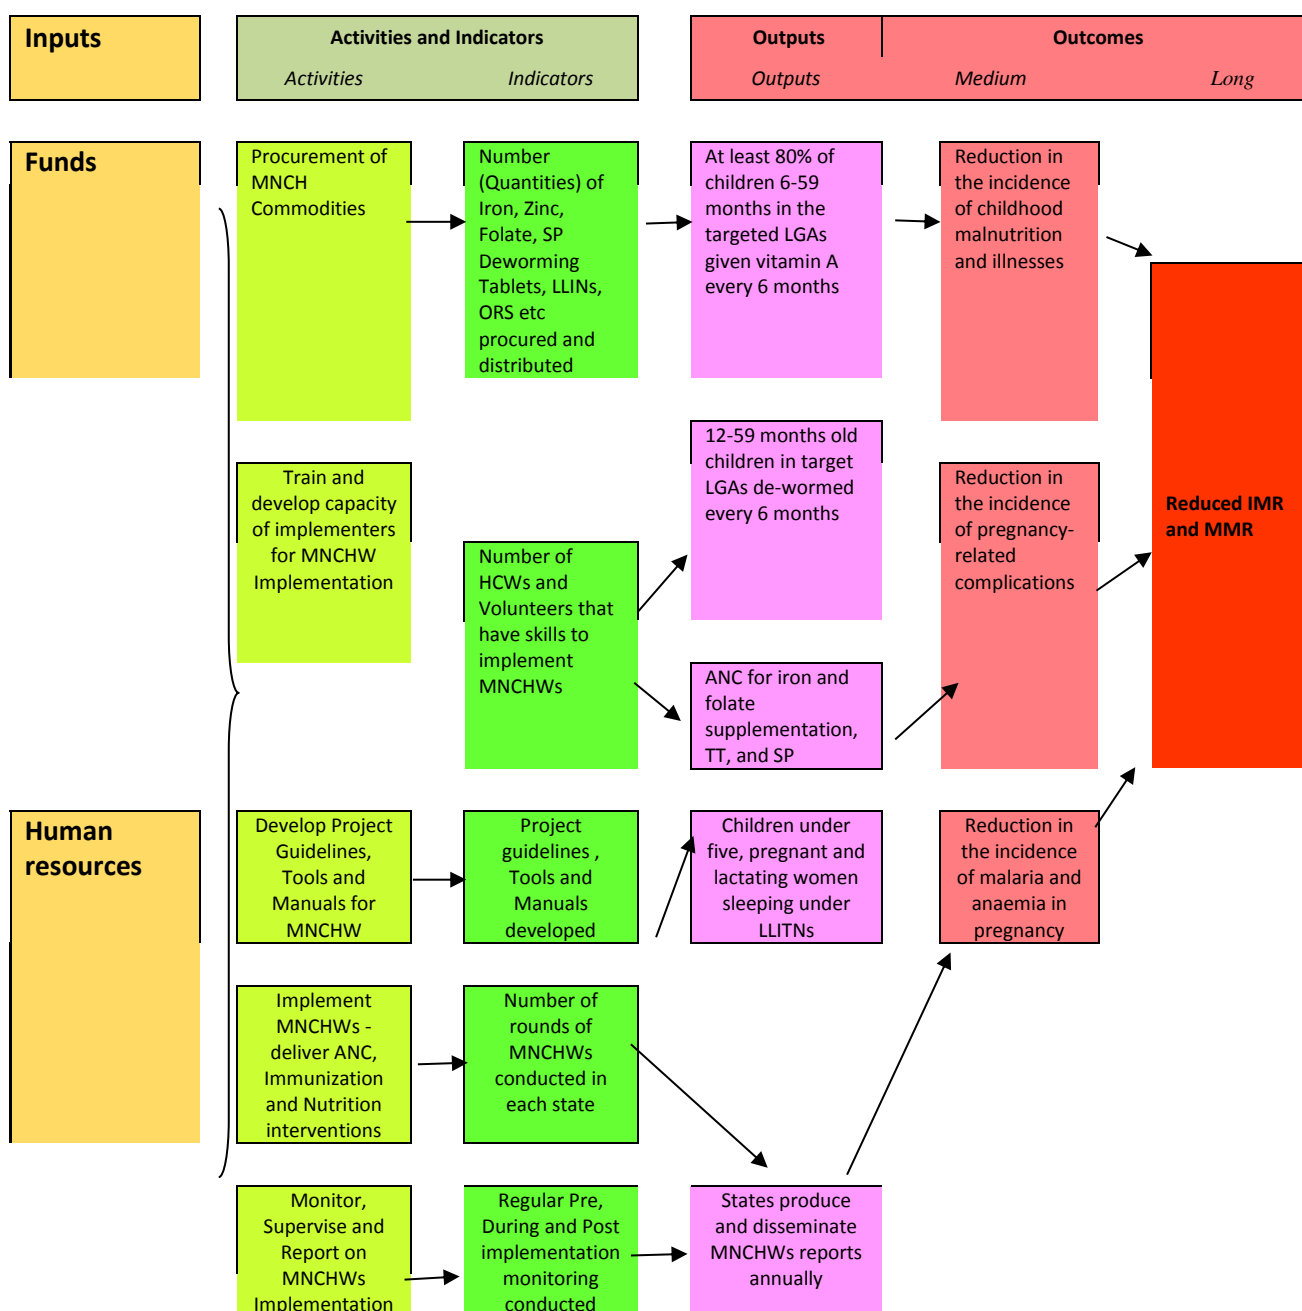 Inputs
Activities and Indicators
Activities
Indicators
Outputs
Outcomes
Outputs
Medium
Long
Funds
Procurement of
MNCH
Commodities
Number
(Quantities) of
Iron, Zinc,
Folate, SP
Deworming
Tablets, LLINs,
ORS etc
procured and
distributed
At least 80% of
children 6-59
months in the
targeted LGAs
given vitamin A
every 6 months
Reduction in
the incidence
of childhood
malnutrition
and illnesses
Reduced IMR
and MMR
Train and
develop capacity
of implementers
for MNCHW
Implementation
Number of
HCWs and
Volunteers that
have skills to
implement
MNCHWs
12-59 months old
children in target
LGAs de-wormed
every 6 months
ANC for iron and
folate
supplementation,
TT, and SP
Reduction in
the incidence
of pregnancy-
related
complications
Human
resources
Develop Project
Guidelines,
Tools and
Manuals for
MNCHW
Project
guidelines ,
Tools and
Manuals
developed
Children under
five, pregnant and
lactating women
sleeping under
LLITNs
Reduction in
the incidence
of malaria and
anaemia in
pregnancy
Implement
MNCHWs -
deliver ANC,
Immunization
and Nutrition
interventions
Number of
rounds of
MNCHWs
conducted in
each state
Monitor,
Supervise and
Report on
MNCHWs
Implementation
Regular Pre,
During and Post
implementation
monitoring
conducted
States produce
and disseminate
MNCHWs reports
annually